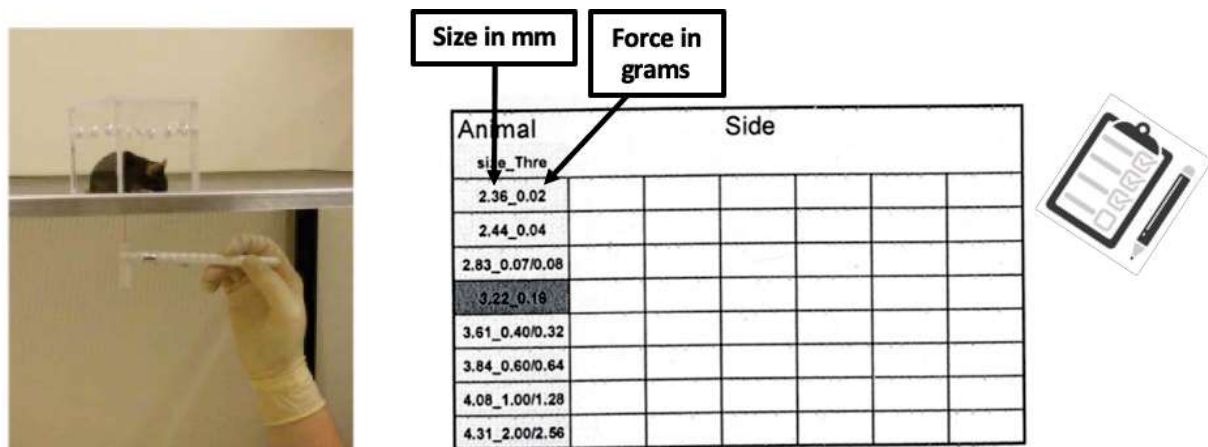 Size in mm
Force in
grams
Animal Side
size_Thre
2.36_0.02
2.44_0.04
2.83_0.07/0.08
3.22_0.16
3.61_0.40/0.32
3.84_0.60/0.64
4.08_1.00/1.28
4.31_2.00/2.56